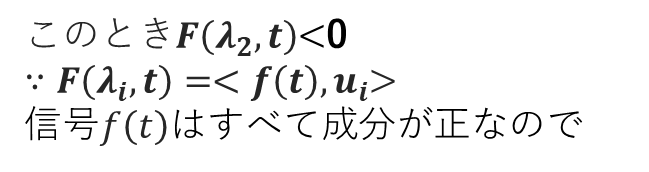 このときF(λ₂,t)<0
∵ F(λᵢ,t) =< f(t),uᵢ>
信号f(t)はすべて成分が正なので